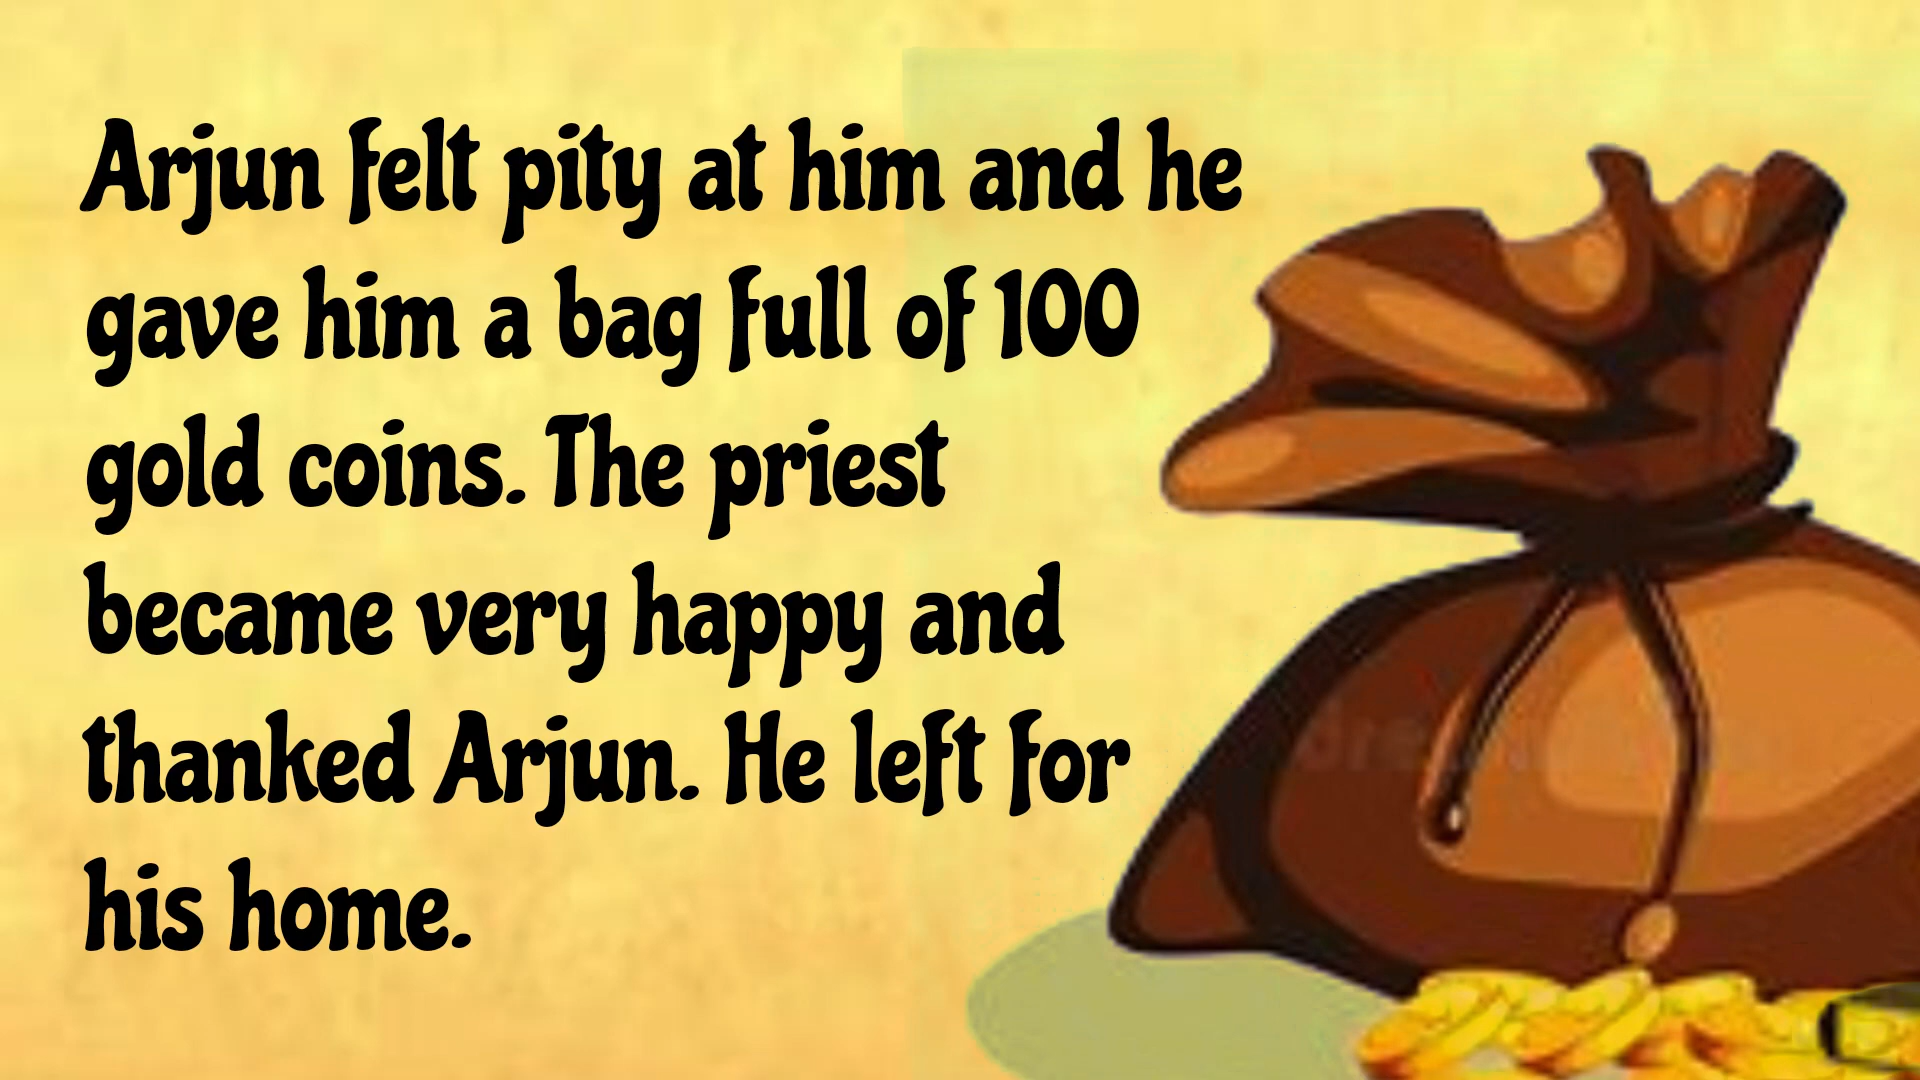 Arjun felt pity at him and he
gave him a bag full of 100
gold coins. The priest
became very happy and
thanked Arjun. He left for
his home.